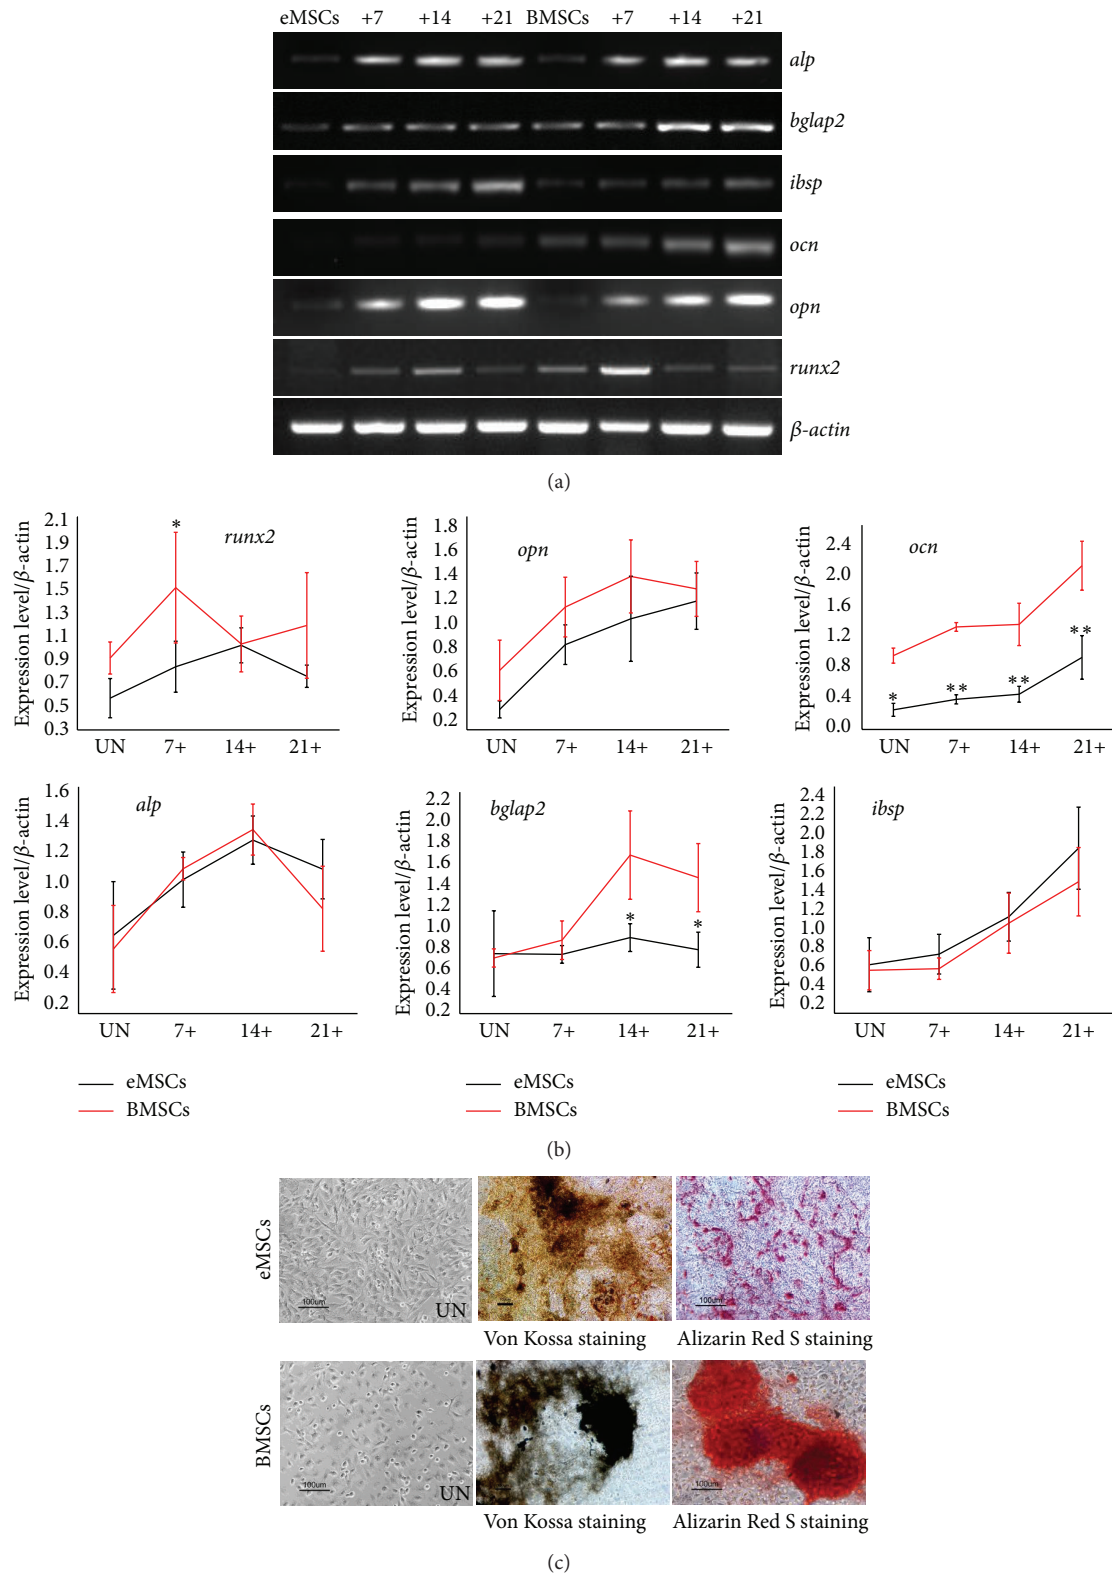 eMSCs +7 +14 +21 BMSCs +7 +14 +21
alp
bglap2
ibsp
ocn
opn
runx2
β-actin
(a)
Expression level/β-actin
2.1
1.9
1.7
1.5
1.3
1.1
0.9
0.7
0.5
0.3
runx2
*
UN 7+ 14+ 21+
Expression level/β-actin
1.8
1.6
1.4
1.2
1.0
0.8
0.6
0.4
0.2
opn
UN 7+ 14+ 21+
Expression level/β-actin
2.4
2.0
1.6
1.2
0.8
0.4
0.0
ocn
* ** ** **
UN 7+ 14+ 21+
Expression level/β-actin
1.6
1.4
1.2
1.0
0.8
0.6
0.4
0.2
alp
UN 7+ 14+ 21+
eMSCs
BMSCs
Expression level/β-actin
2.2
2.0
1.8
1.6
1.4
1.2
1.0
0.8
0.6
0.4
0.2
0.0
bglap2
* *
UN 7+ 14+ 21+
eMSCs
BMSCs
Expression level/β-actin
2.4
2.2
2.0
1.8
1.6
1.4
1.2
1.0
0.8
0.6
0.4
0.2
ibsp
UN 7+ 14+ 21+
eMSCs
BMSCs
(b)
eMSCs
100um
UN
100um
Von Kossa staining Alizarin Red S staining
BMSCs
100um
UN
100um
Von Kossa staining Alizarin Red S staining
(c)